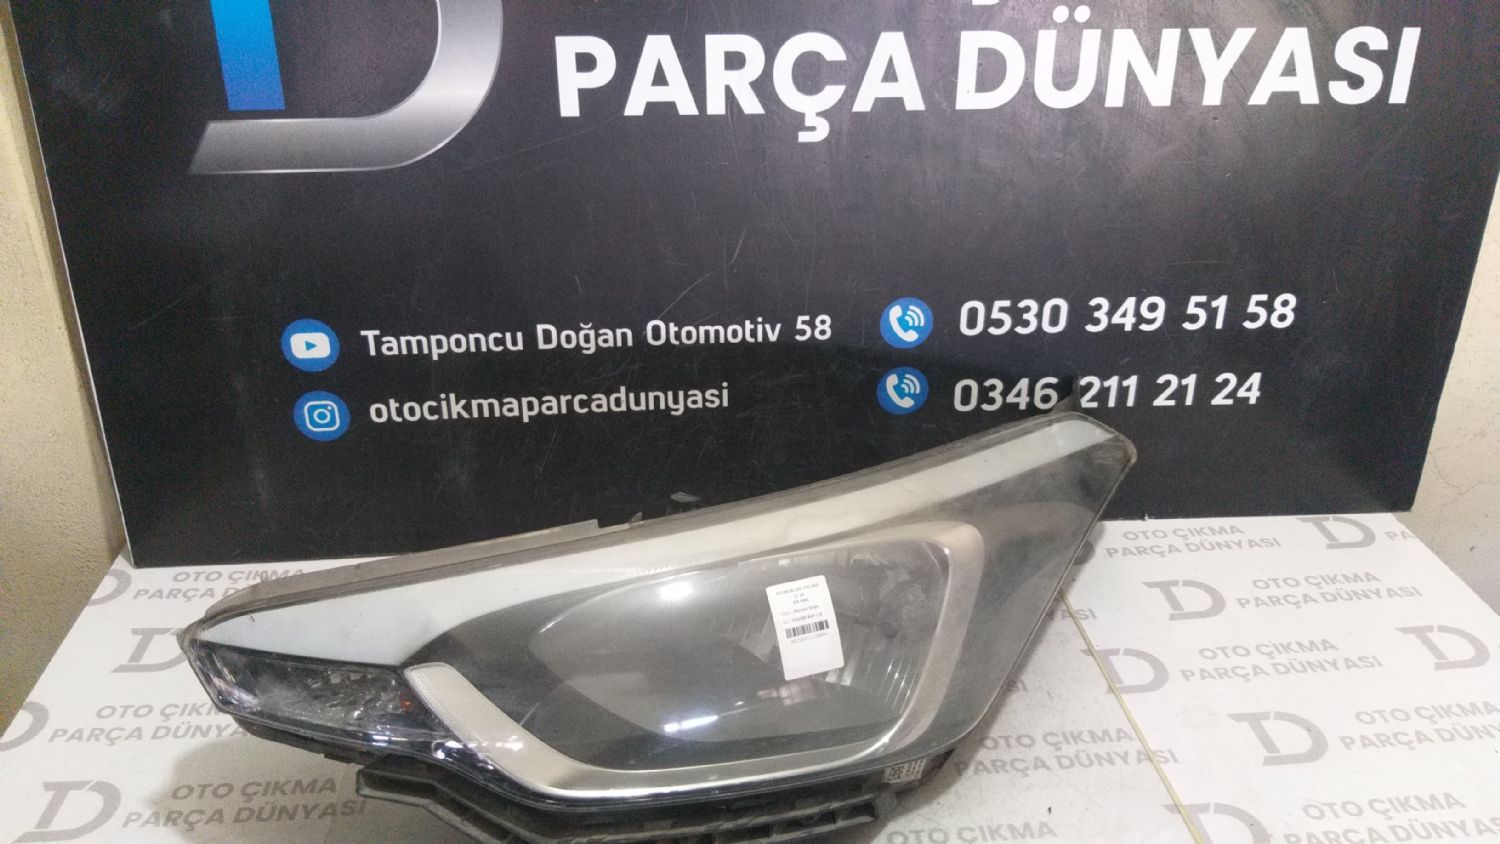 PARÇA DÜNYASI
Tamponcu Doğan Otomotiv 58
0530 349 51 58
otocikmaparcadunyasi
0346 211 21 24
OTO ÇIKMA
PARÇA DÜNYASI
OTO ÇIKMA
PARÇA DÜNYASI
OTO ÇIKMA
PARÇA DÜNYASI
OTO ÇIKMA
PARÇA DÜNYASI
OTO ÇIKMA
PARÇA DÜNYASI
OTO ÇIKMA
PARÇA DÜNYASI
OTO ÇIKMA
PARÇA DÜNYASI
OTO ÇIKMA
PARÇA DÜNYASI
OTO ÇIKMA